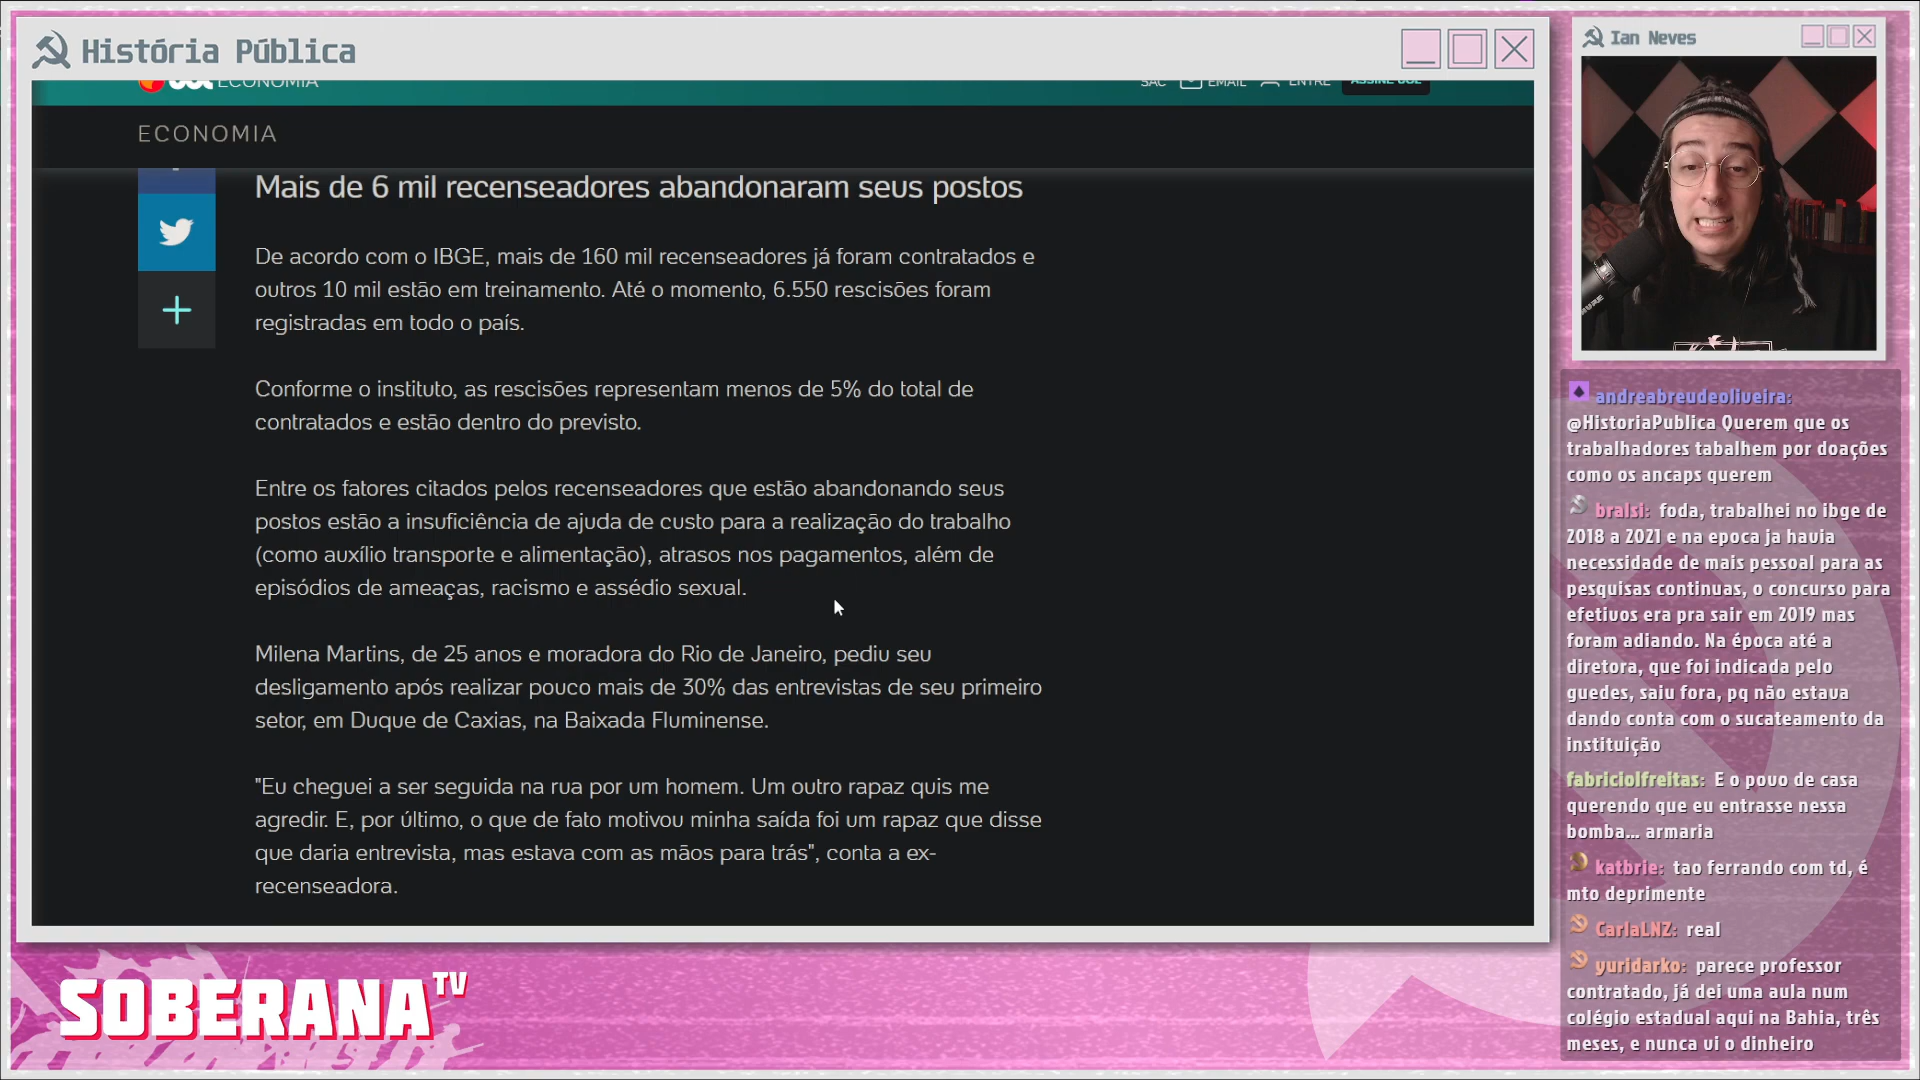 História Pública
ECONOMIA
SAC
EMAIL
ENTRE
ASSINE UOL
ECONOMIA
Mais de 6 mil recenseadores abandonaram seus postos
De acordo com o IBGE, mais de 160 mil recenseadores já foram contratados e
outros 10 mil estão em treinamento. Até o momento, 6.550 rescisões foram
registradas em todo o país.
Conforme o instituto, as rescisões representam menos de 5% do total de
contratados e estão dentro do previsto.
Entre os fatores citados pelos recenseadores que estão abandonando seus
postos estão a insuficiência de ajuda de custo para a realização do trabalho
(como auxílio transporte e alimentação), atrasos nos pagamentos, além de
episódios de ameaças, racismo e assédio sexual.
Milena Martins, de 25 anos e moradora do Rio de Janeiro, pediu seu
desligamento após realizar pouco mais de 30% das entrevistas de seu primeiro
setor, em Duque de Caxias, na Baixada Fluminense.
"Eu cheguei a ser seguida na rua por um homem. Um outro rapaz quis me
agredir. E, por último, o que de fato motivou minha saída foi um rapaz que disse
que daria entrevista, mas estava com as mãos para trás", conta a ex-
recenseadora.
SOBERANA TV
Ian Neves
andreabreudeoliveira:
@HistoriaPublica Querem que os
trabalhadores tabalhem por doações
como os ancaps querem
bralsi: foda, trabalhei no ibge de
2018 a 2021 e na epoca ja havia
necessidade de mais pessoal para as
pesquisas continuas, o concurso para
efetivos era pra sair em 2019 mas
foram adiando. Na época até a
diretora, que foi indicada pelo
guedes, saiu fora, pq não estava
dando conta com o sucateamento da
instituição
fabriciolfreitas: E o povo de casa
querendo que eu entrasse nessa
bomba... armaria
katbrie: tao ferrando com td, é
mto deprimente
CarlaLNZ: real
yuridarko: parece professor
contratado, já dei uma aula num
colégio estadual aqui na Bahia, três
meses, e nunca vi o dinheiro